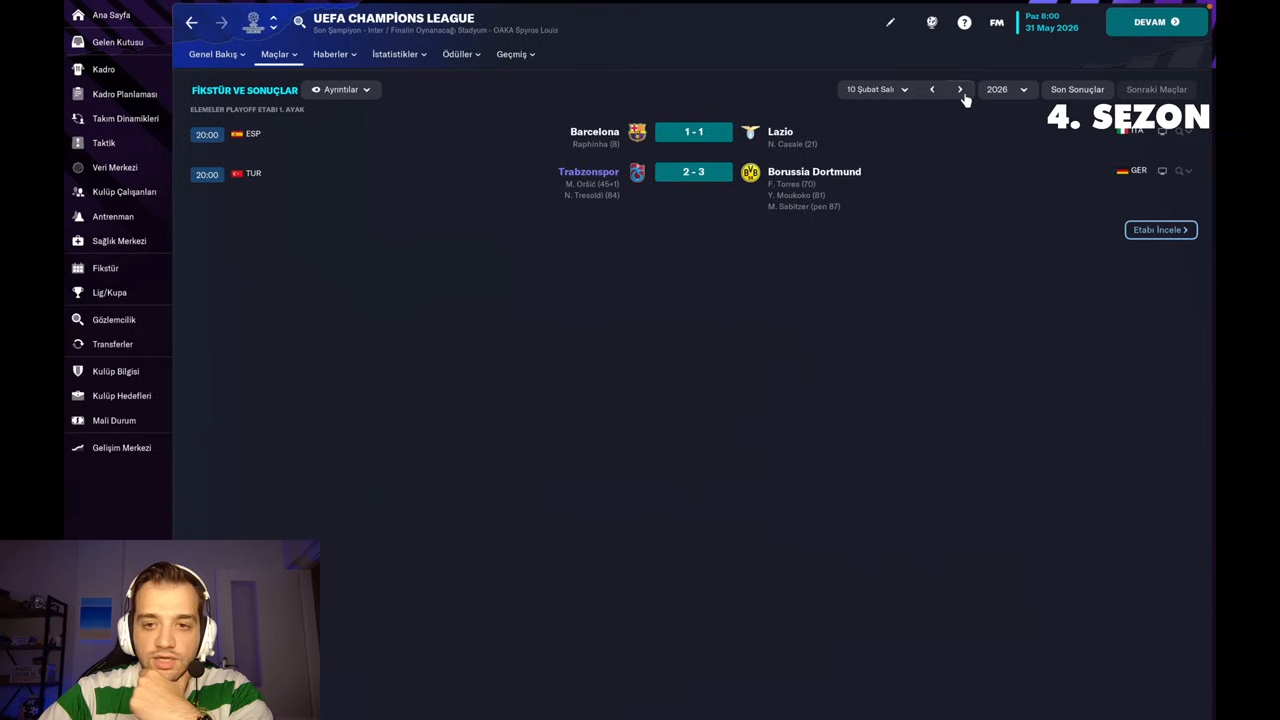 Ana Sayfa
Gelen Kutusu
Kadro
Kadro Planlaması
Takım Dinamikleri
Taktik
Veri Merkezi
Kulüp Çalışanları
Antrenman
Sağlık Merkezi
Fikstür
Lig/Kupa
Gözlemcilik
Transferler
Kulüp Bilgisi
Kulüp Hedefleri
Mali Durum
Gelişim Merkezi
UEFA CHAMPİONS LEAGUE
Son Şampiyon - Inter / Finalin Oynanacağı Stadyum - OAKA Spyros Louis
FM
Paz 8:00
31 May 2026
DEVAM
Genel Bakış
Maçlar
Haberler
İstatistikler
Ödüller
Geçmiş
FİKSTÜR VE SONUÇLAR
Ayrıntılar
10 Şubat Salı
2026
Son Sonuçlar
Sonraki Maçlar
4. SEZON
ELEMELER PLAYOFF ETABI 1. AYAK
20:00 ESP Barcelona 1 - 1 Lazio ITA
Raphinha (8) N. Casale (21)
20:00 TUR Trabzonspor 2 - 3 Borussia Dortmund GER
M. Oršić (45+1) F. Torres (70)
N. Tresoldi (84) Y. Moukoko (81)
M. Sabitzer (pen 87)
Etabı İncele